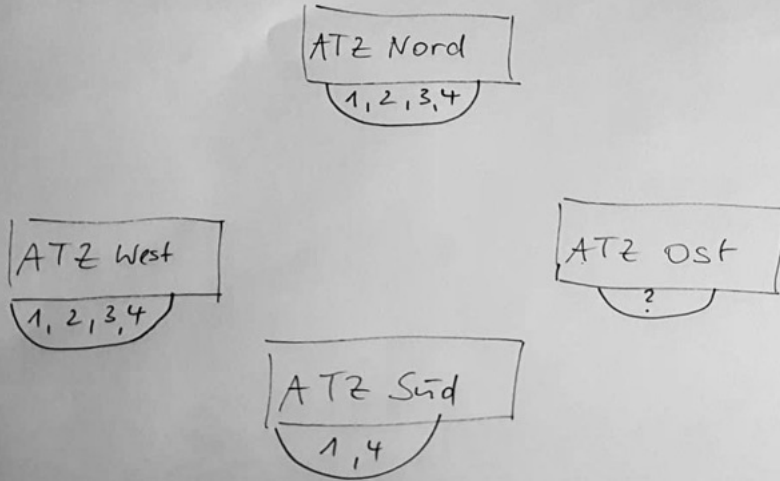 ATZ Nord
1, 2, 3, 4
ATZ West
1, 2, 3, 4
ATZ Ost
?
ATZ Süd
1, 4